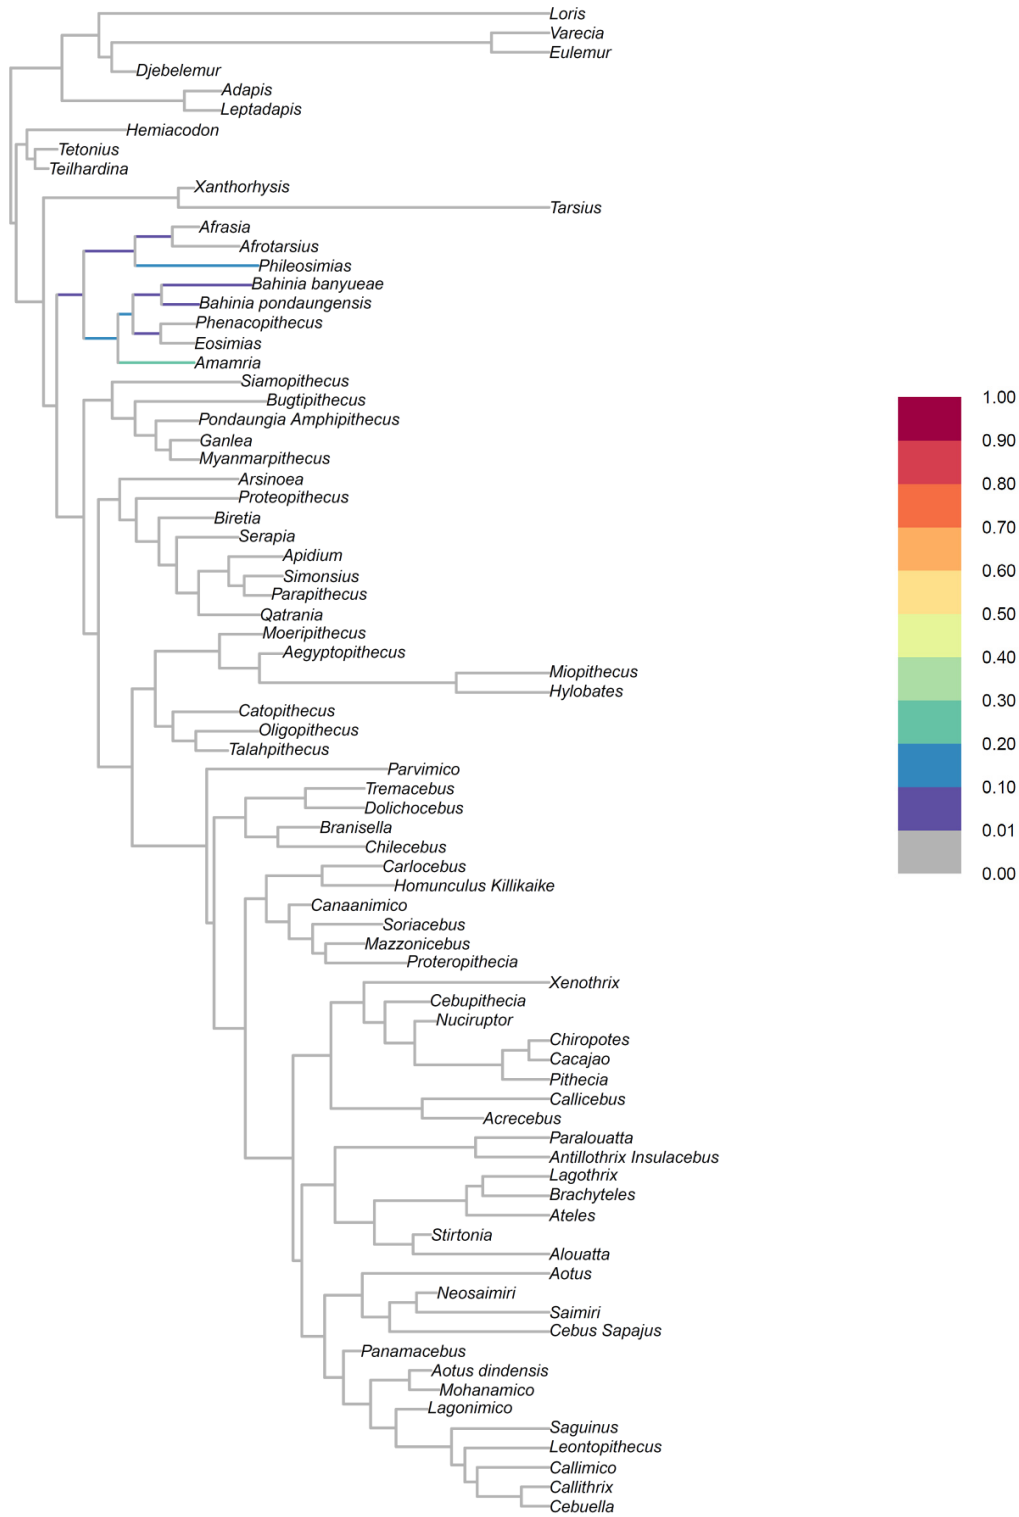 Loris
Varecia
Eulemur
Djebelemur
Adapis
Leptadapis
Hemiacodon
Tetonius
Teilhardina
Xanthorhysis
Tarsius
Afrasia
Afrotarsius
Phileosimias
Bahinia banyueae
Bahinia pondaungensis
Phenacopithecus
Eosimias
Amamria
Siamopithecus
Bugtipithecus
Pondaungia Amphipithecus
Ganlea
Myanmarpithecus
Arsinoea
Proteopithecus
Biretia
Serapia
Apidium
Simonsius
Parapithecus
Qatrania
Moeripithecus
Aegyptopithecus
Miopithecus
Hylobates
Catopithecus
Oligopithecus
Talahpithecus
Parvimico
Tremacebus
Dolichocebus
Branisella
Chilecebus
Carlocebus
Homunculus Killikaike
Canaanimico
Soriacebus
Mazzonicebus
Proteropithecia
Xenothrix
Cebupithecia
Nuciruptor
Chiropotes
Cacajao
Pithecia
Callicebus
Acrecebus
Paralouatta
Antillothrix Insulacebus
Lagothrix
Brachyteles
Ateles
Stirtonia
Alouatta
Aotus
Neosaimiri
Saimiri
Cebus Sapajus
Panamacebus
Aotus dindensis
Mohanamico
Lagonimico
Saguinus
Leontopithecus
Callimico
Callithrix
Cebuella
1.00
0.90
0.80
0.70
0.60
0.50
0.40
0.30
0.20
0.10
0.01
0.00